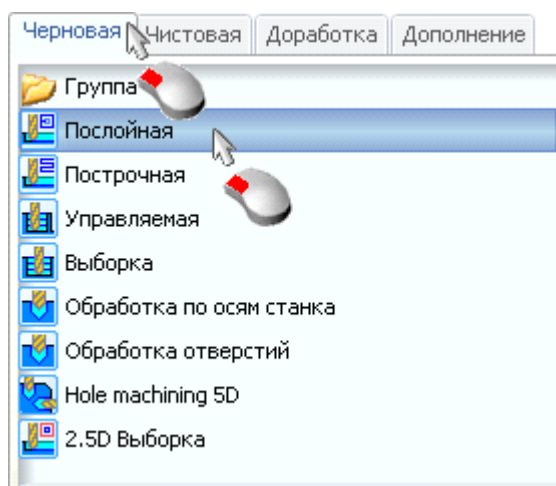 Черновая Чистовая Доработка Дополнение
Группа
Послойная
Построчная
Управляемая
Выборка
Обработка по осям станка
Обработка отверстий
Hole machining 5D
2.5D Выборка